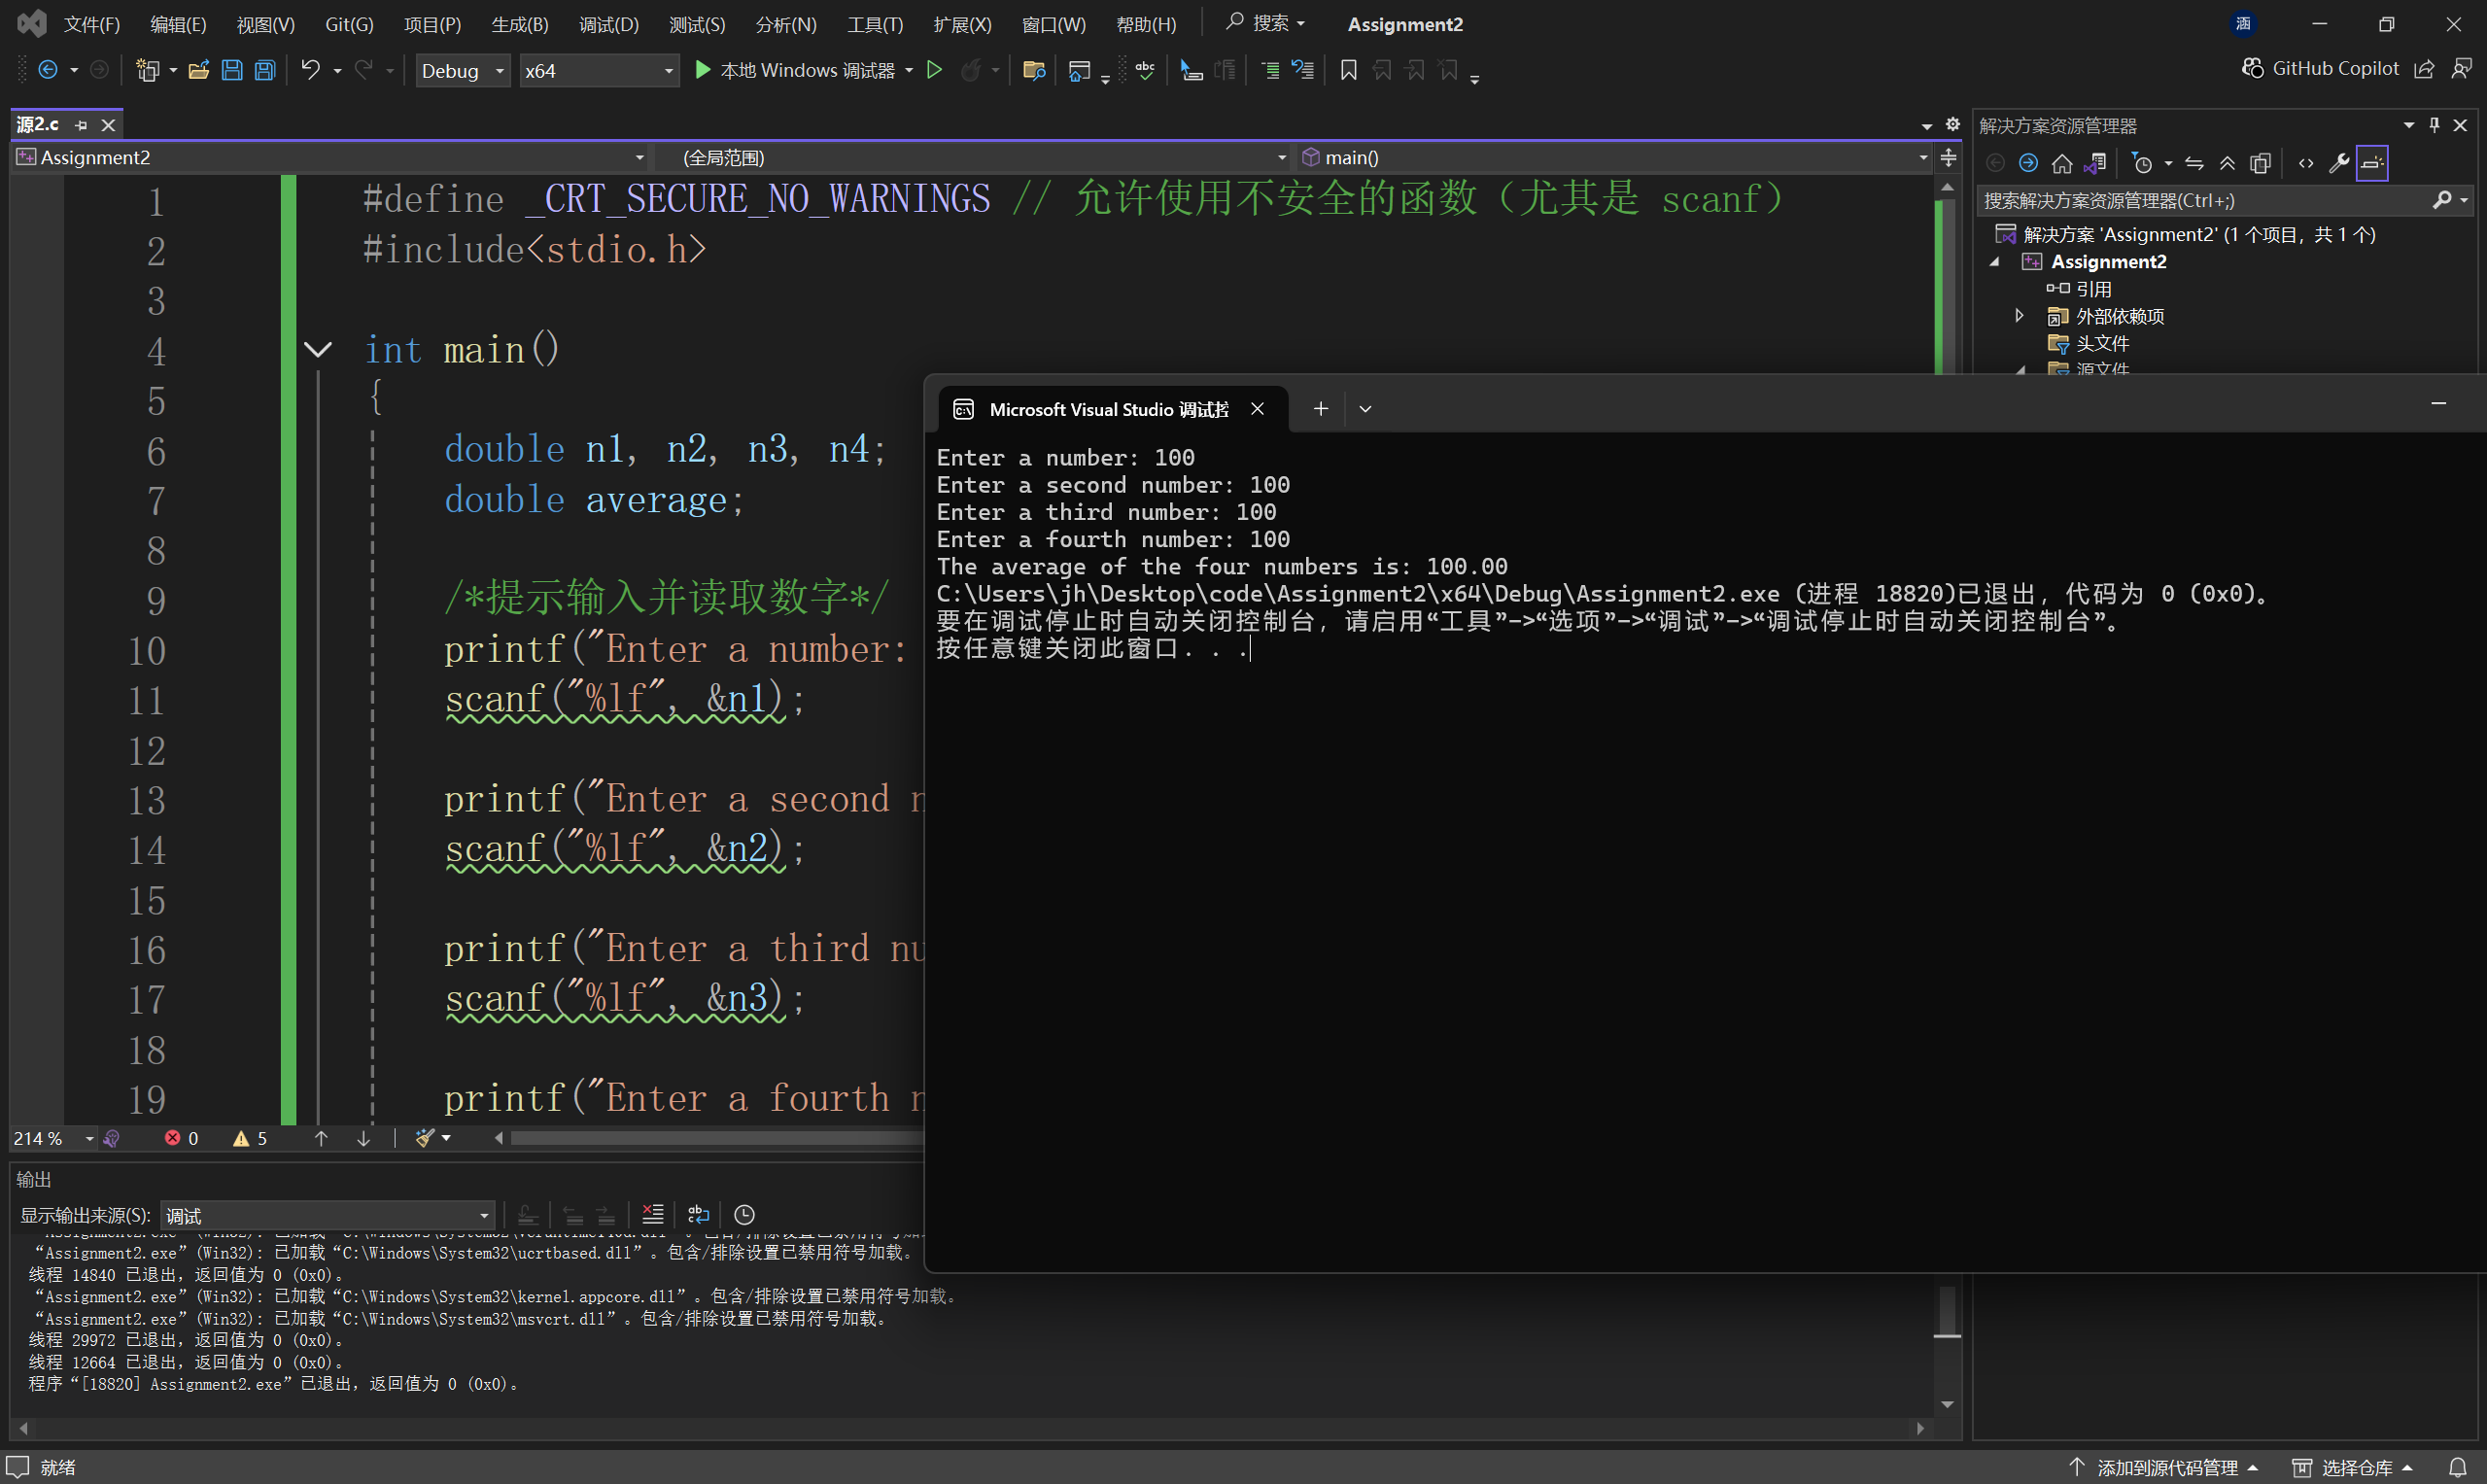 文件(F) 编辑(E) 视图(V) Git(G) 项目(P) 生成(B) 调试(D) 测试(S) 分析(N) 工具(T) 扩展(X) 窗口(W) 帮助(H) 搜索 Assignment2 涵
Debug x64 本地 Windows 调试器 GitHub Copilot
源2.c
Assignment2 (全局范围) main()
1 #define _CRT_SECURE_NO_WARNINGS // 允许使用不安全的函数（尤其是 scanf）
2 #include<stdio.h>
3
4 int main()
5 {
6 double n1, n2, n3, n4;
7 double average;
8
9 /*提示输入并读取数字*/
10 printf("Enter a number:
11 scanf("%lf", &n1);
12
13 printf("Enter a second n
14 scanf("%lf", &n2);
15
16 printf("Enter a third nu
17 scanf("%lf", &n3);
18
19 printf("Enter a fourth n
214 % 0 5
解决方案资源管理器
搜索解决方案资源管理器(Ctrl+;)
解决方案 'Assignment2' (1 个项目，共 1 个)
Assignment2
引用
外部依赖项
头文件
源文件
Microsoft Visual Studio 调试控
Enter a number: 100
Enter a second number: 100
Enter a third number: 100
Enter a fourth number: 100
The average of the four numbers is: 100.00
C:\Users\jh\Desktop\code\Assignment2\x64\Debug\Assignment2.exe (进程 18820)已退出，代码为 0 (0x0)。
要在调试停止时自动关闭控制台，请启用“工具”->“选项”->“调试”->“调试停止时自动关闭控制台”。
按任意键关闭此窗口. . .
输出
显示输出来源(S): 调试
“Assignment2.exe”(Win32): 已加载“C:\Windows\System32\ucrtbased.dll”。包含/排除设置已禁用符号加载。
线程 14840 已退出，返回值为 0 (0x0)。
“Assignment2.exe”(Win32): 已加载“C:\Windows\System32\kernel.appcore.dll”。包含/排除设置已禁用符号加载。
“Assignment2.exe”(Win32): 已加载“C:\Windows\System32\msvcrt.dll”。包含/排除设置已禁用符号加载。
线程 29972 已退出，返回值为 0 (0x0)。
线程 12664 已退出，返回值为 0 (0x0)。
程序“[18820] Assignment2.exe”已退出，返回值为 0 (0x0)。
就绪 添加到源代码管理 选择仓库